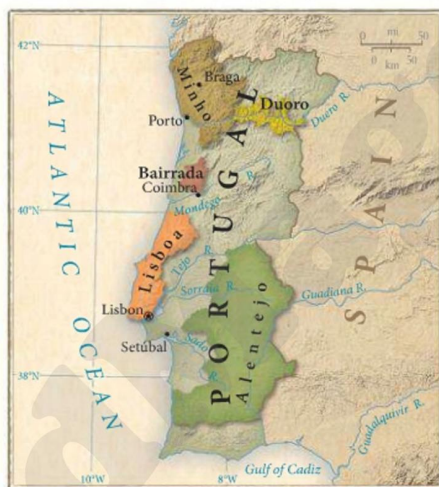 42°N
40°N
38°N
10°W
8°W
mi
0 50
0 50
km
Minho
Braga
Porto
Duoro
Duero R.
Bairrada
Coimbra
Mondego R.
PORTUGAL
SPAIN
ATLANTIC OCEAN
Lisboa
Tejo R.
Sorraia R.
Guadiana R.
Lisbon
Setúbal
Sado R.
Alentejo
Guadalquivir R.
Gulf of Cadiz